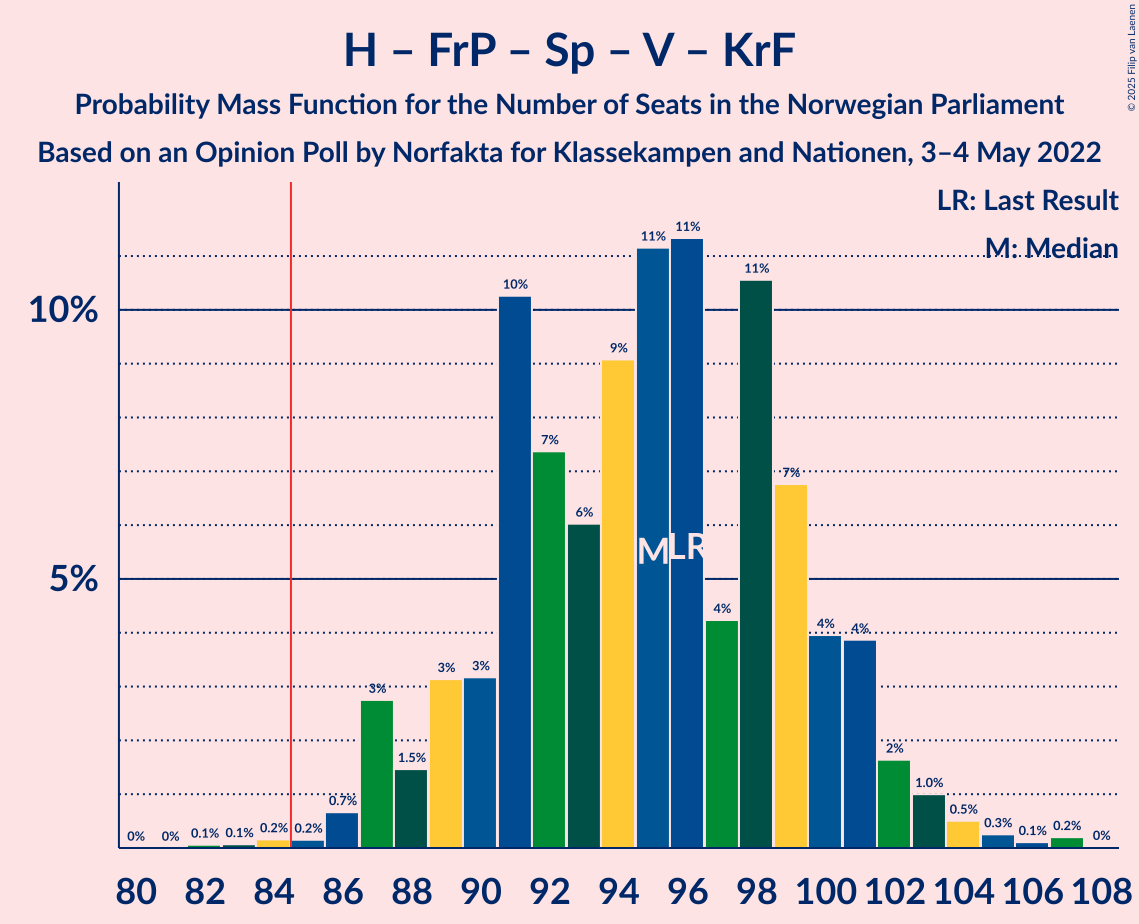 H – FrP – Sp – V – KrF
Probability Mass Function for the Number of Seats in the Norwegian Parliament
Based on an Opinion Poll by Norfakta for Klassekampen and Nationen, 3–4 May 2022
© 2025 Filip van Laenen
LR: Last Result
M: Median
10%
5%
0% 0% 0.1% 0.1% 0.2% 0.2% 0.7% 3% 1.5% 3% 3% 10% 7% 6% 9% 11% 11% 4% 11% 7% 4% 4% 2% 1.0% 0.5% 0.3% 0.1% 0.2% 0%
M LR
80 82 84 86 88 90 92 94 96 98 100 102 104 106 108